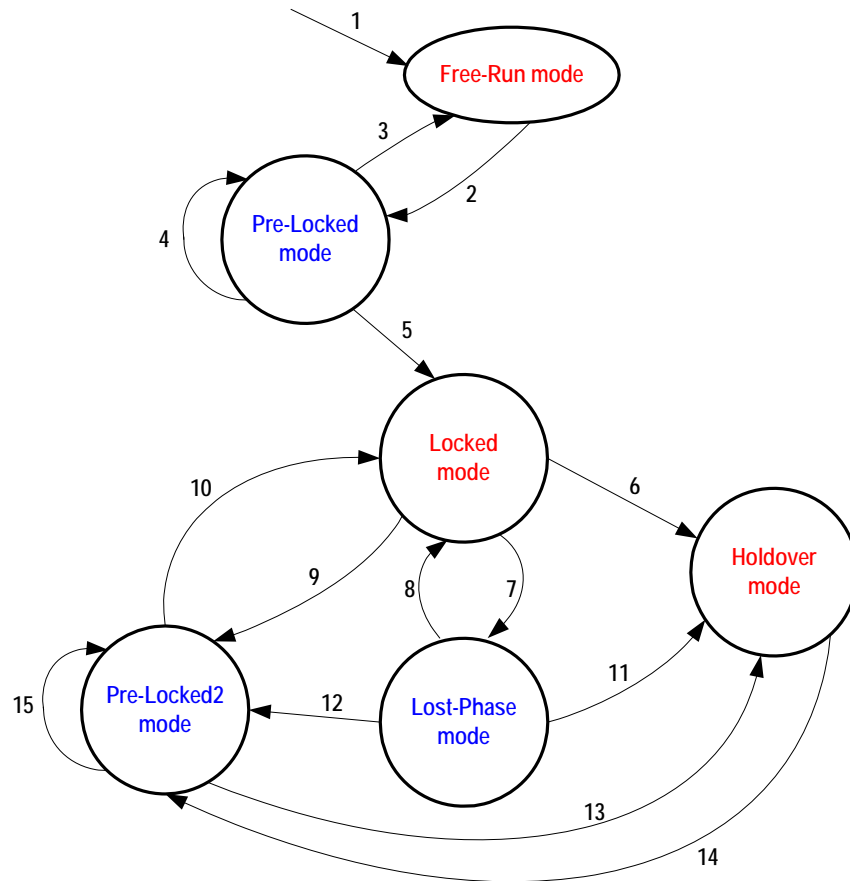 1
Free-Run mode
3
2
Pre-Locked
mode
4
5
Locked
mode
10
6
Holdover
mode
9
8
7
Pre-Locked2
mode
15
12
Lost-Phase
mode
11
13
14